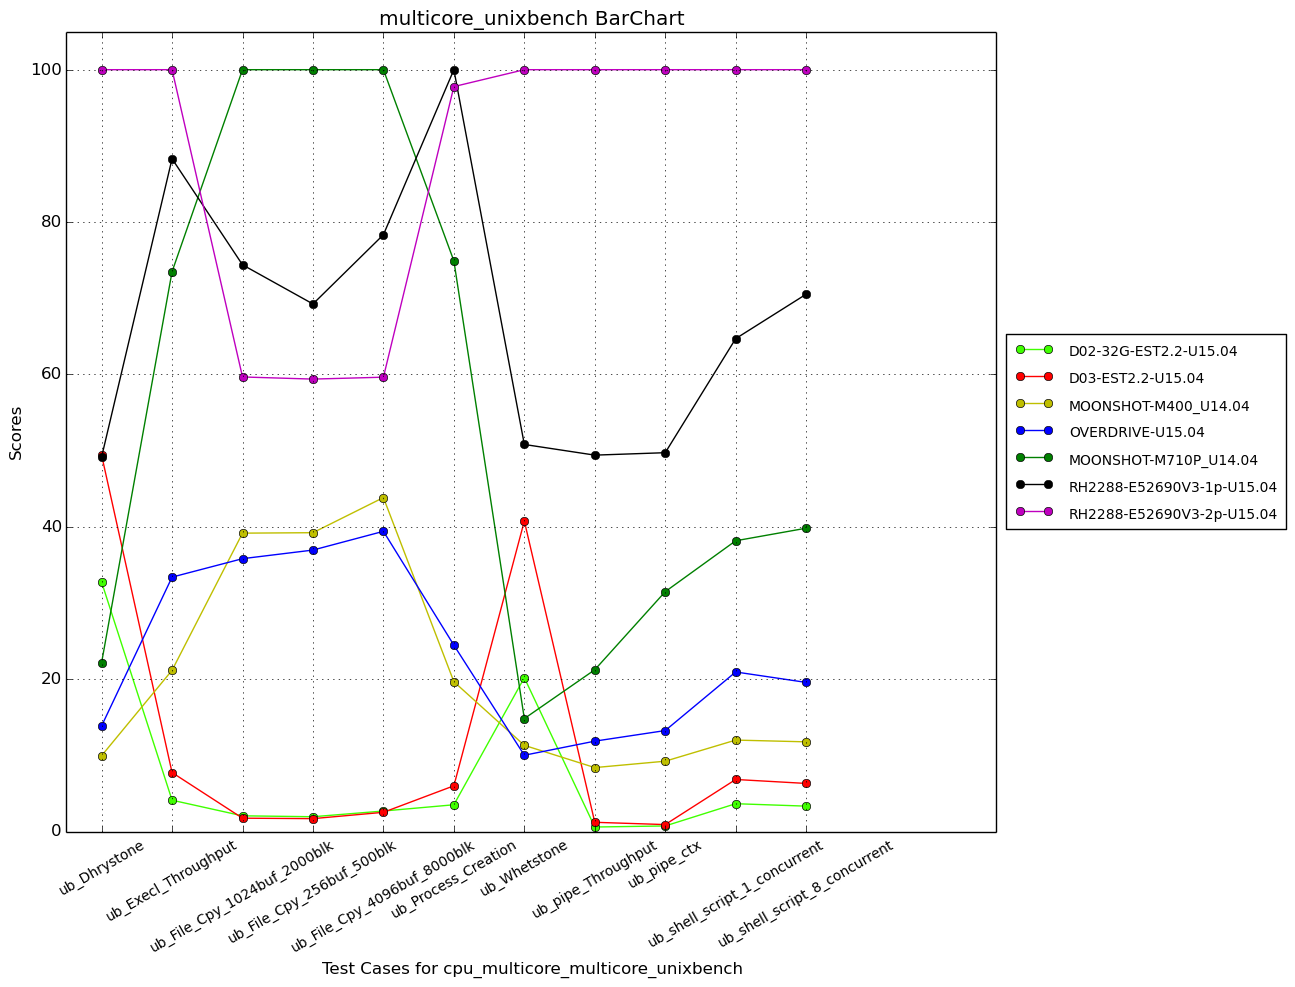 multicore_unixbench BarChart
100
80
60
40
20
0
Scores
ub_Dhrystone
ub_Execl_Throughput
ub_File_Cpy_1024buf_2000blk
ub_File_Cpy_256buf_500blk
ub_File_Cpy_4096buf_8000blk
ub_Process_Creation
ub_Whetstone
ub_pipe_Throughput
ub_pipe_ctx
ub_shell_script_1_concurrent
ub_shell_script_8_concurrent
Test Cases for cpu_multicore_multicore_unixbench
D02-32G-EST2.2-U15.04
D03-EST2.2-U15.04
MOONSHOT-M400_U14.04
OVERDRIVE-U15.04
MOONSHOT-M710P_U14.04
RH2288-E52690V3-1p-U15.04
RH2288-E52690V3-2p-U15.04